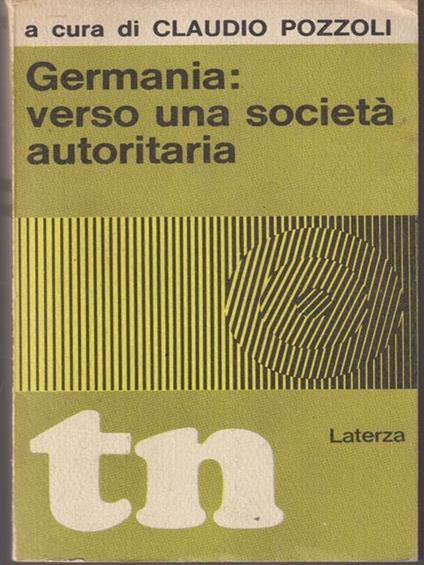 a cura di CLAUDIO POZZOLI
Germania:
verso una società
autoritaria
tn
Laterza